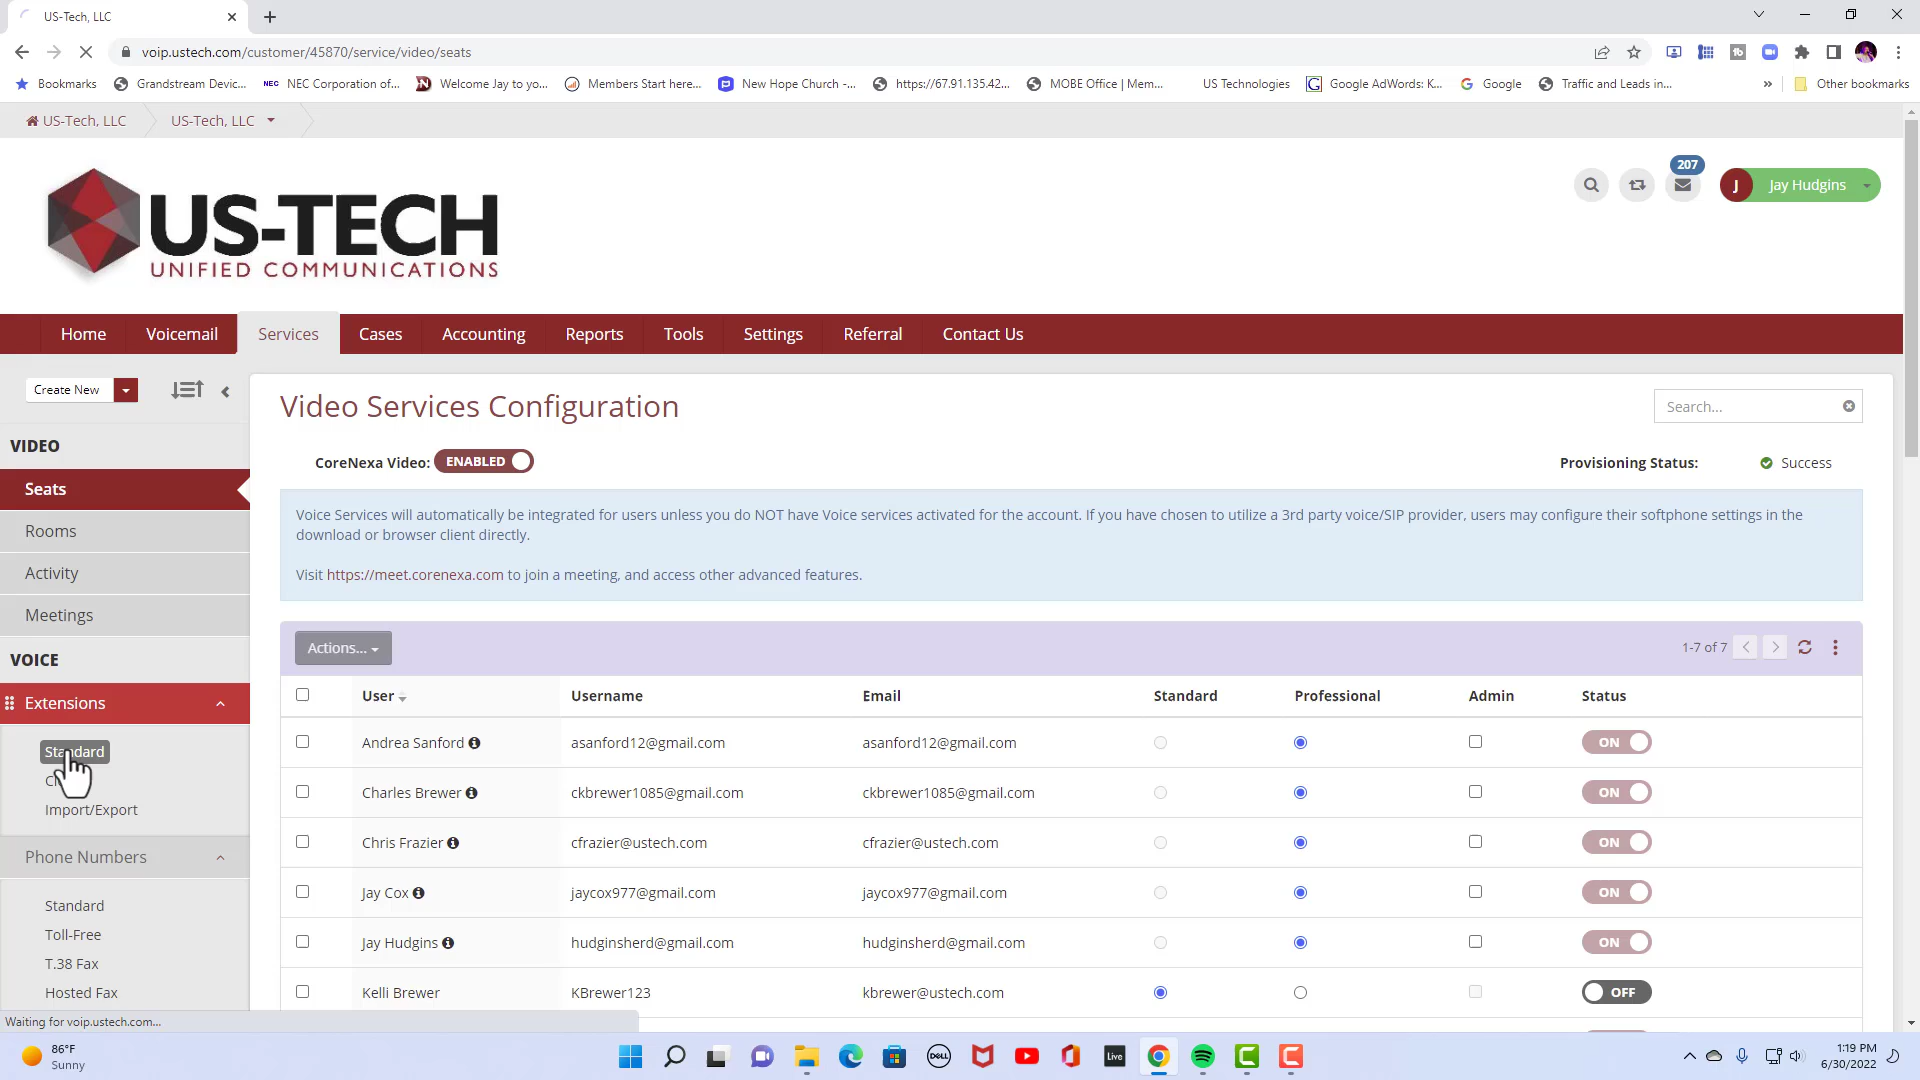 US-Tech, LLC
voip.ustech.com/customer/45870/service/video/seats
Bookmarks
Grandstream Devic...
NEC NEC Corporation of...
Welcome Jay to yo...
Members Start here...
New Hope Church -...
https://67.91.135.42...
MOBE Office | Mem...
US Technologies
Google AdWords: K...
Google
Traffic and Leads in...
»
Other bookmarks
US-Tech, LLC
US-Tech, LLC
US-TECH
UNIFIED COMMUNICATIONS
207
J Jay Hudgins
Home Voicemail Services Cases Accounting Reports Tools Settings Referral Contact Us
Create New
VIDEO
Seats
Rooms
Activity
Meetings
VOICE
Extensions
Standard
Import/Export
Phone Numbers
Standard
Toll-Free
T.38 Fax
Hosted Fax
Video Services Configuration
Search...
CoreNexa Video: ENABLED
Provisioning Status: Success
Voice Services will automatically be integrated for users unless you do NOT have Voice services activated for the account. If you have chosen to utilize a 3rd party voice/SIP provider, users may configure their softphone settings in the
download or browser client directly.
Visit https://meet.corenexa.com to join a meeting, and access other advanced features.
Actions...
1-7 of 7
User Username Email Standard Professional Admin Status
Andrea Sanford asanford12@gmail.com asanford12@gmail.com ON
Charles Brewer ckbrewer1085@gmail.com ckbrewer1085@gmail.com ON
Chris Frazier cfrazier@ustech.com cfrazier@ustech.com ON
Jay Cox jaycox977@gmail.com jaycox977@gmail.com ON
Jay Hudgins hudginsherd@gmail.com hudginsherd@gmail.com ON
Kelli Brewer KBrewer123 kbrewer@ustech.com OFF
Waiting for voip.ustech.com...
86°F
Sunny
DELL
Live
1:19 PM
6/30/2022